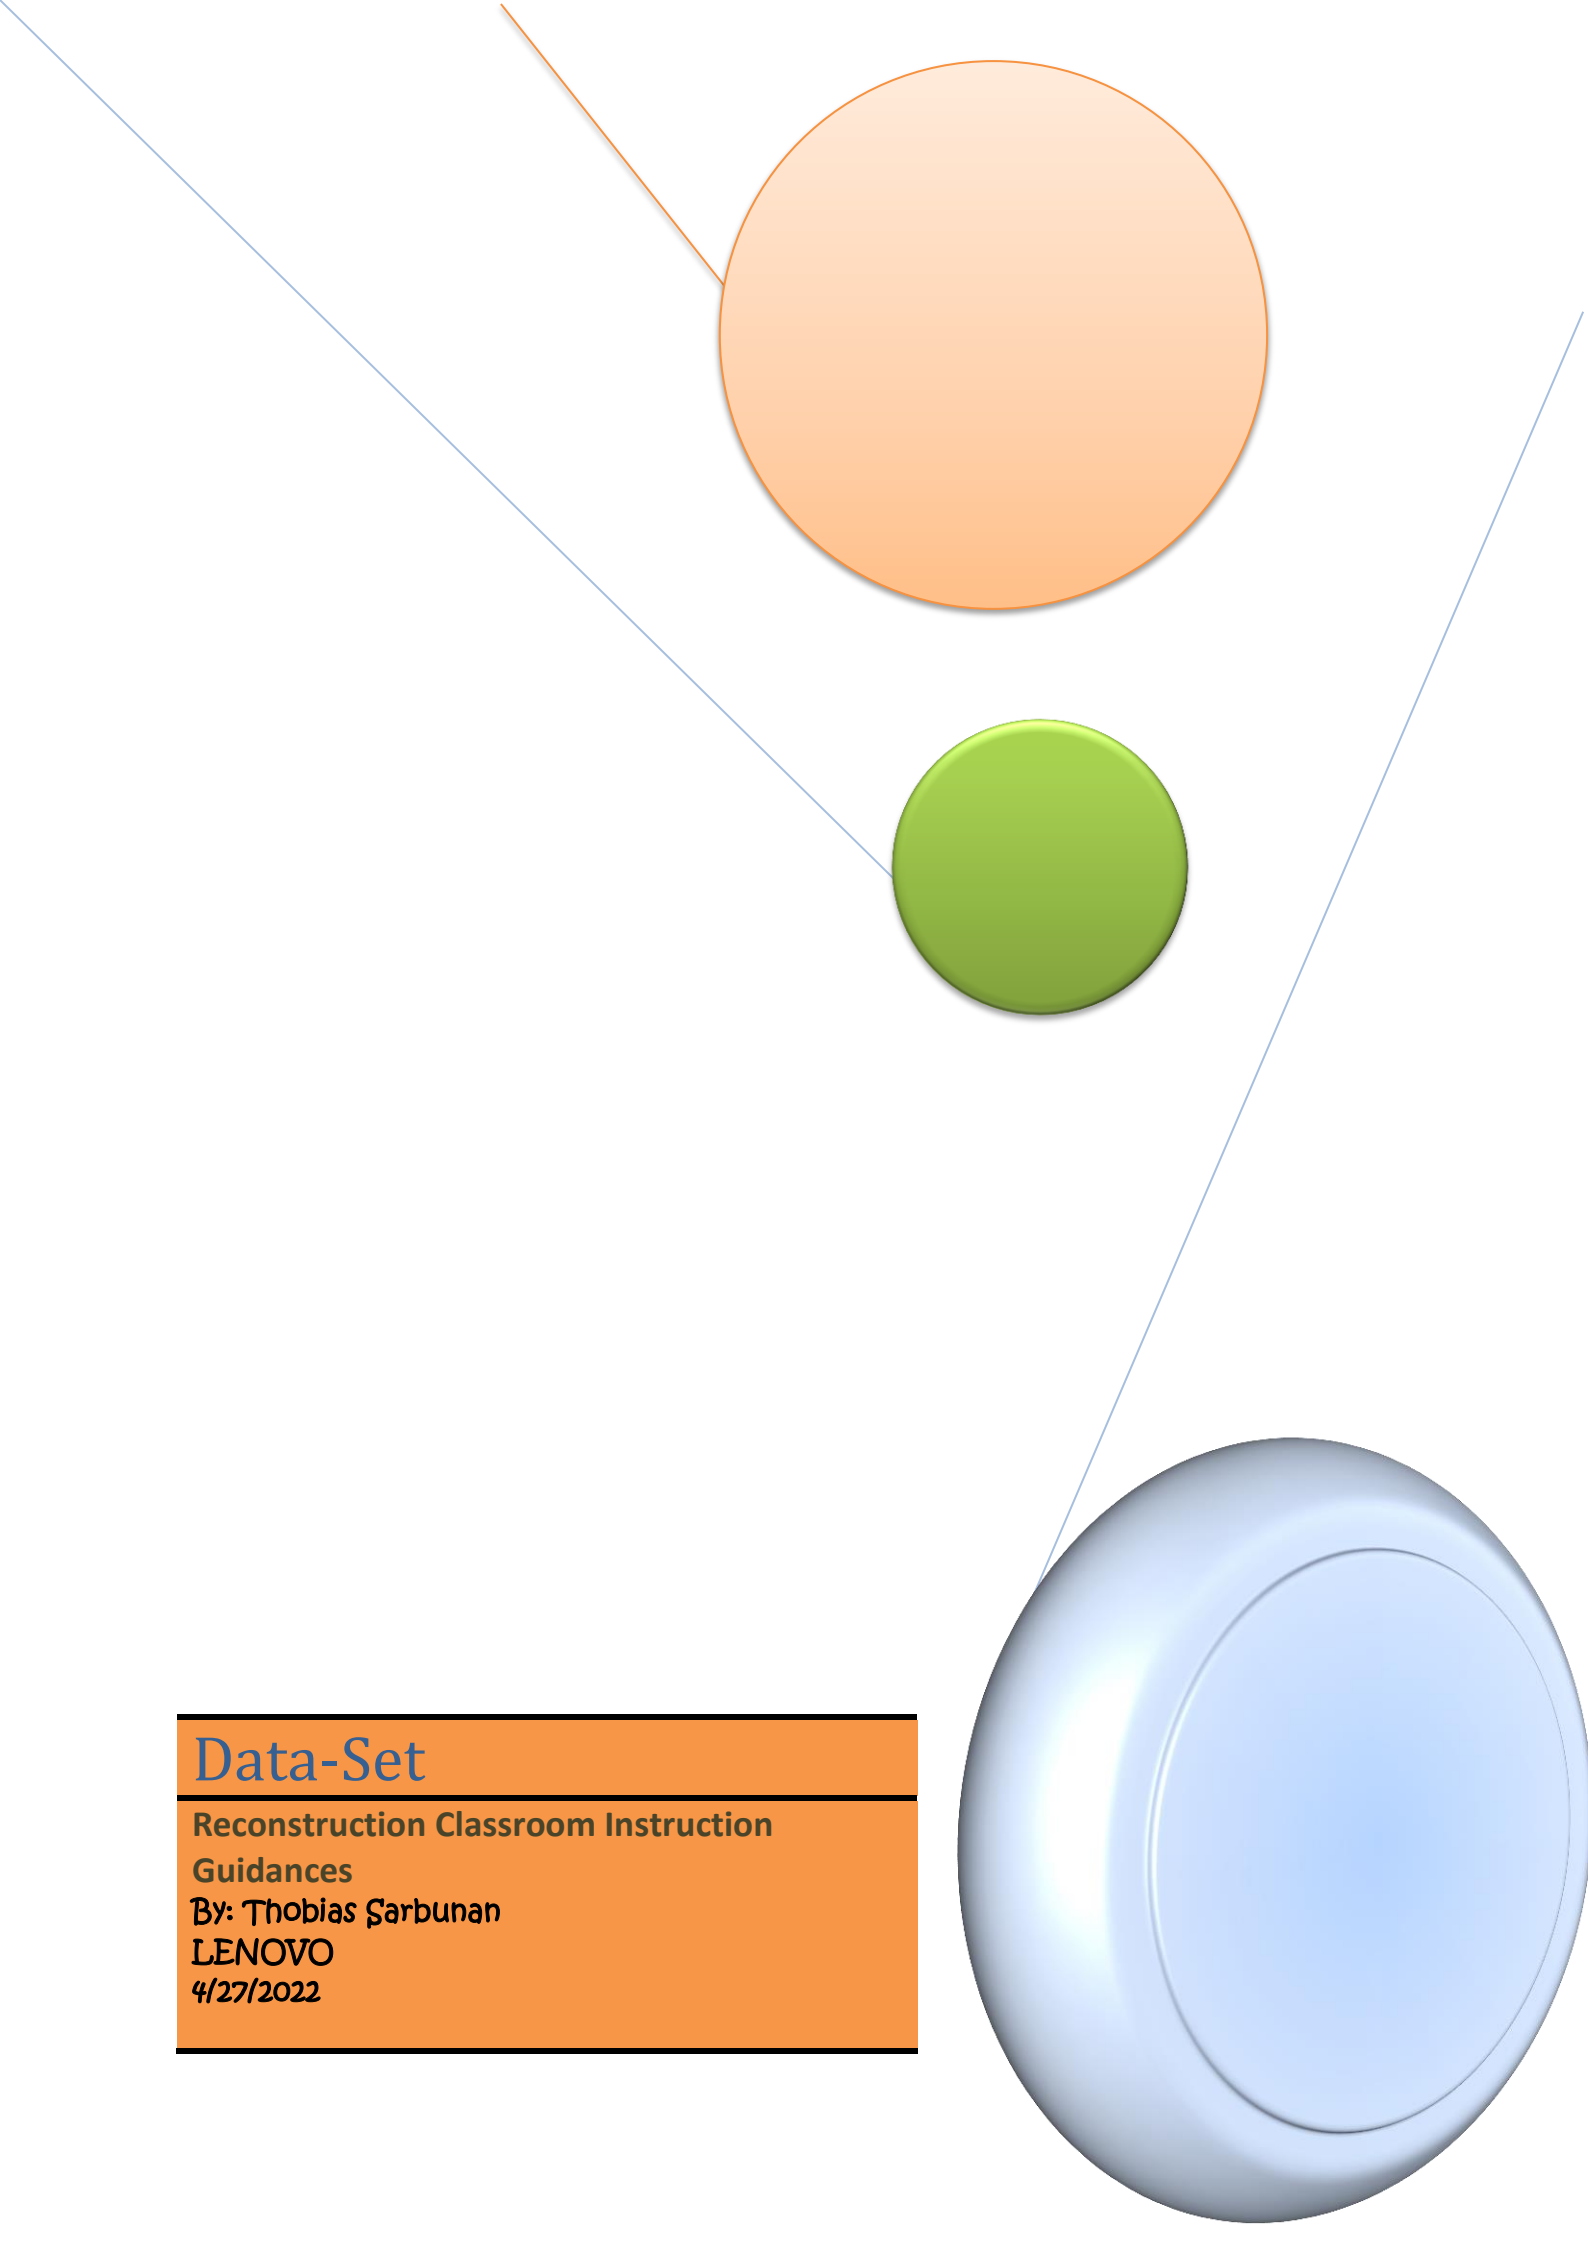 Data-Set
Reconstruction Classroom Instruction
Guidances
By: Thobias Sarbunan
LENOVO
4/27/2022